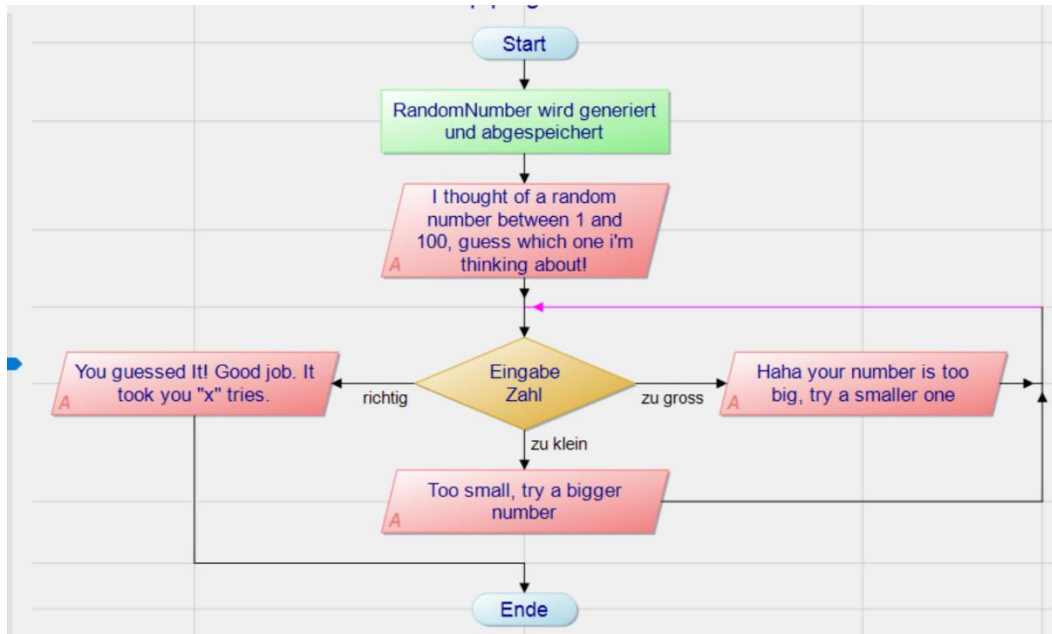 Start
RandomNumber wird generiert
und abgespeichert
I thought of a random
number between 1 and
100, guess which one i'm
thinking about!
A
You guessed It! Good job. It
took you "x" tries.
A
richtig
Eingabe
Zahl
zu gross
Haha your number is too
big, try a smaller one
A
zu klein
Too small, try a bigger
number
A
Ende